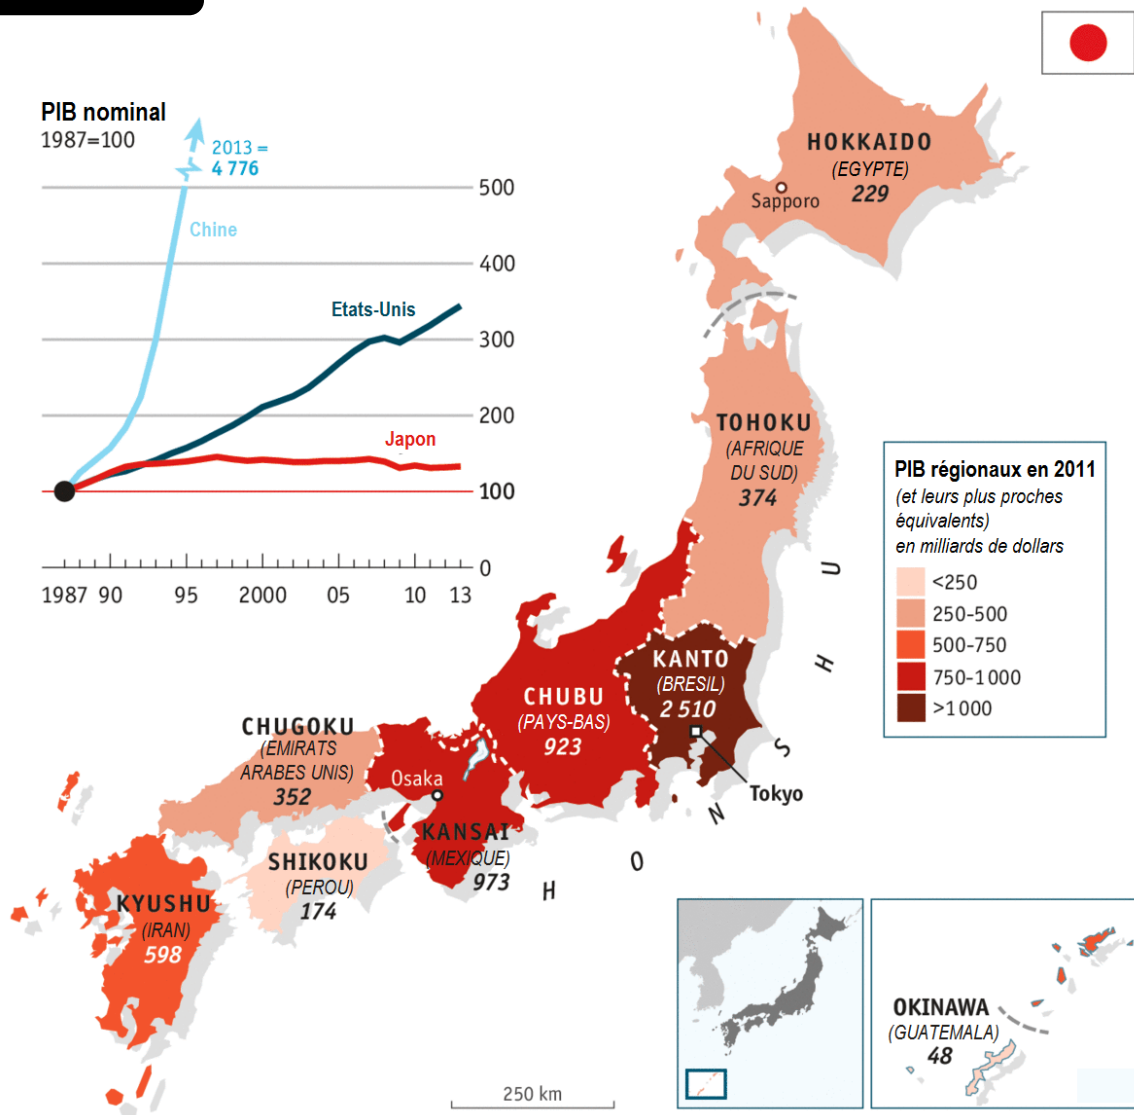 PIB nominal
1987=100
2013 =
4 776
Chine
Etats-Unis
Japon
500
400
300
200
100
0
1987 90 95 2000 05 10 13
HOKKAIDO
(EGYPTE)
229
Sapporo
TOHOKU
(AFRIQUE
DU SUD)
374
PIB régionaux en 2011
(et leurs plus proches
équivalents)
en milliards de dollars
<250
250-500
500-750
750-1 000
>1 000
KANTO
(BRESIL)
2 510
Tokyo
CHUBU
(PAYS-BAS)
923
CHUGOKU
(EMIRATS
ARABES UNIS)
352
Osaka
KANSAI
(MEXIQUE)
973
SHIKOKU
(PEROU)
174
KYUSHU
(IRAN)
598
H O N S H U
OKINAWA
(GUATEMALA)
48
250 km